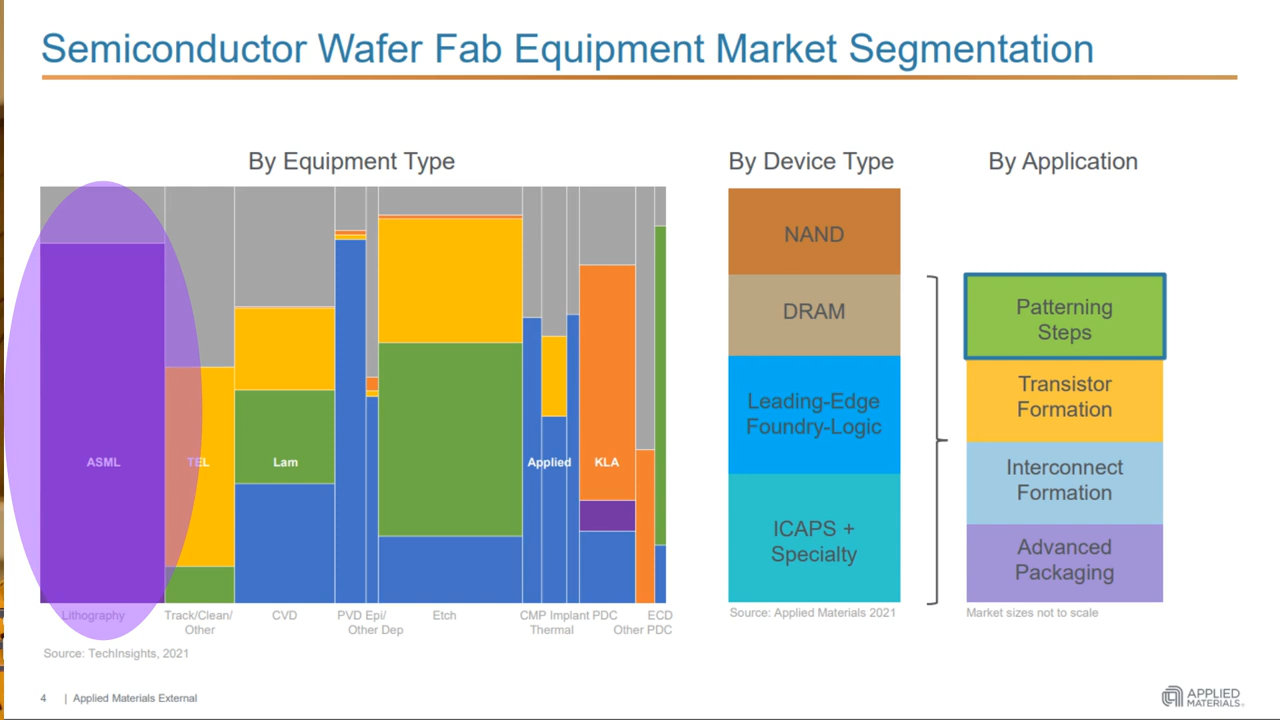 Semiconductor Wafer Fab Equipment Market Segmentation
By Equipment Type
By Device Type
By Application
ASML
TEL
Lam
Applied
KLA
Lithography
Track/Clean/
Other
CVD
PVD Epi/
Other Dep
Etch
CMP Implant PDC
Thermal
ECD
Other PDC
Source: TechInsights, 2021
NAND
DRAM
Leading-Edge
Foundry-Logic
ICAPS +
Specialty
Source: Applied Materials 2021
Patterning
Steps
Transistor
Formation
Interconnect
Formation
Advanced
Packaging
Market sizes not to scale
4 | Applied Materials External
APPLIED
MATERIALS